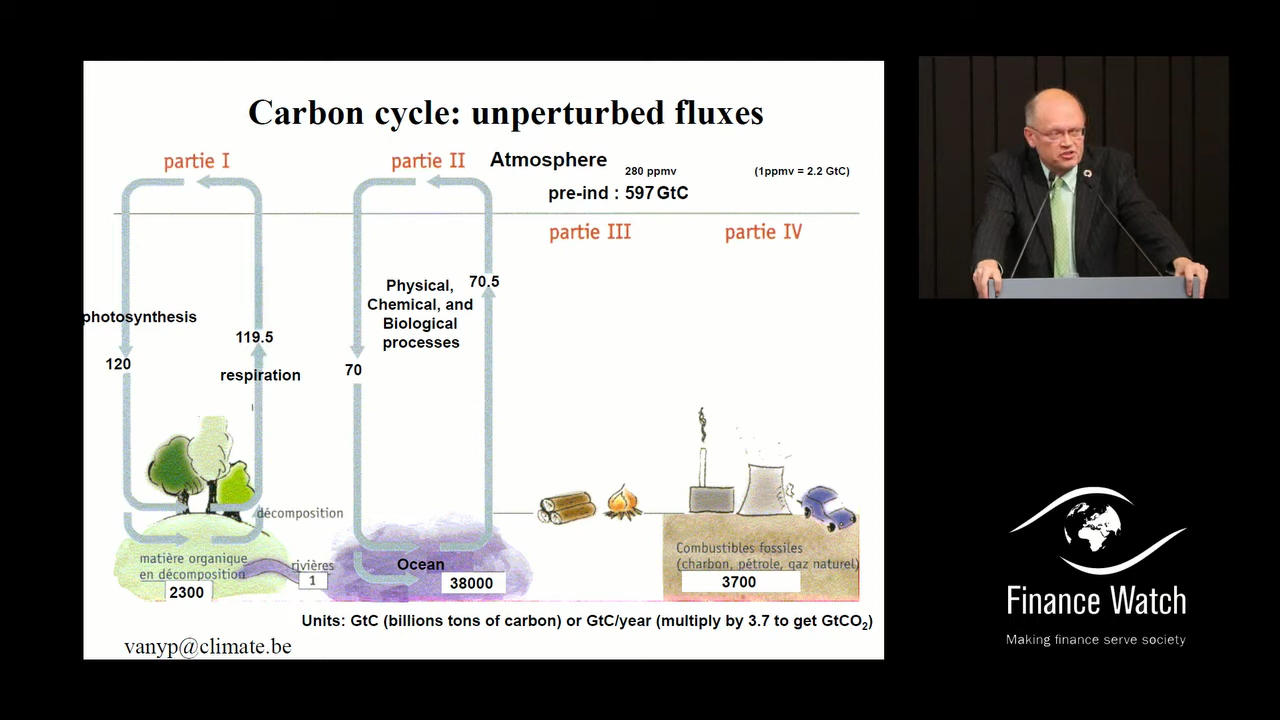 Carbon cycle: unperturbed fluxes
partie I
partie II
Atmosphere
280 ppmv
(1ppmv = 2.2 GtC)
pre-ind : 597 GtC
partie III
partie IV
70.5
Physical,
Chemical, and
Biological
processes
photosynthesis
119.5
120
70
respiration
décomposition
matière organique
en décomposition
2300
rivières
1
Ocean
38000
Combustibles fossiles
(charbon, pétrole, gaz naturel)
3700
Units: GtC (billions tons of carbon) or GtC/year (multiply by 3.7 to get GtCO₂)
vanyp@climate.be
Finance Watch
Making finance serve society